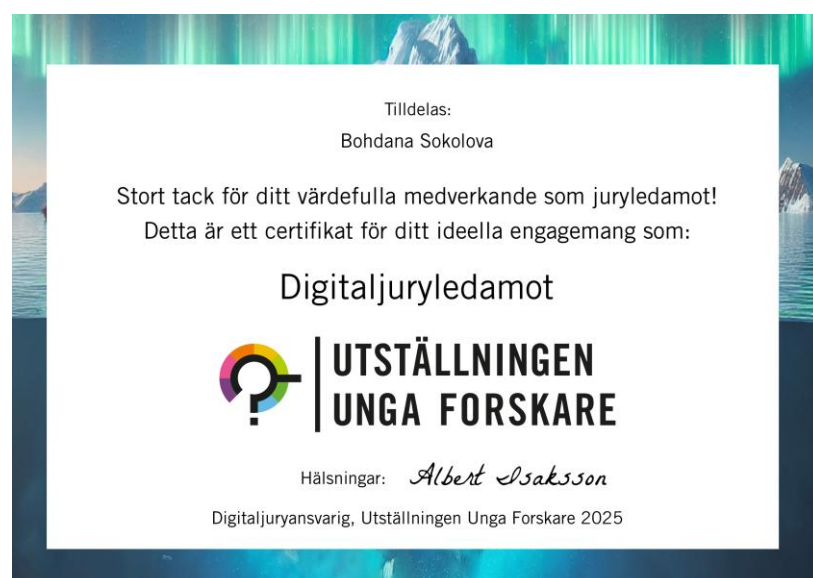 Tilldelas:
Bohdana Sokolova
Stort tack för ditt värdefulla medverkande som juryledamot!
Detta är ett certifikat för ditt ideella engagemang som:
Digitaljuryledamot
UTSTÄLLNINGEN
UNGA FORSKARE
Hälsningar: Albert Isaksson
Digitaljuryansvarig, Utställningen Unga Forskare 2025